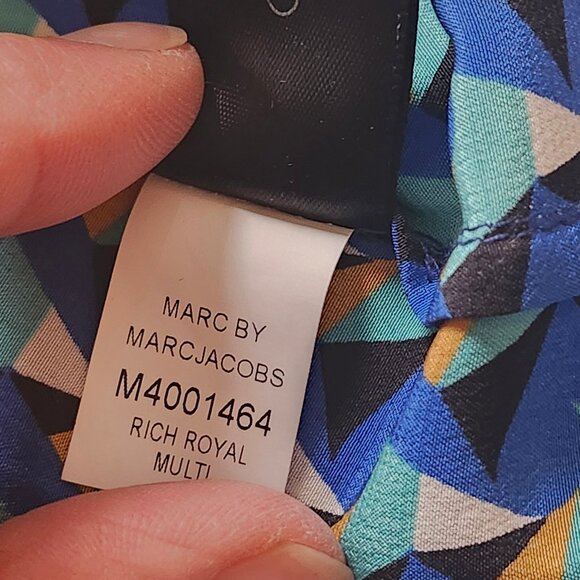 MARC BY
MARCJACOBS
M4001464
RICH ROYAL
MULTI